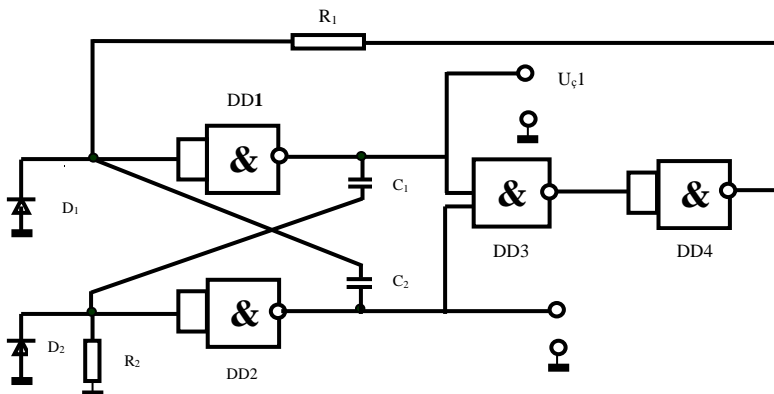 R₁
U𝚌̧1
DD1
&
C₁
&
&
D₁
DD3
DD4
C₂
&
D₂
R₂
DD2